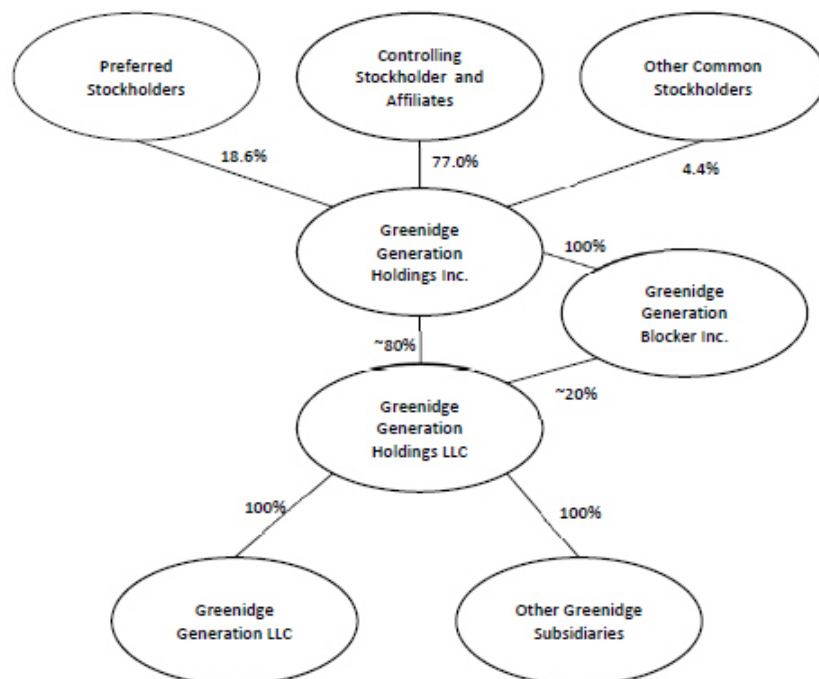 Preferred
Stockholders
Controlling
Stockholder and
Affiliates
Other Common
Stockholders
18.6%
77.0%
4.4%
Greenidge
Generation
Holdings Inc.
100%
Greenidge
Generation
Blocker Inc.
~80%
~20%
Greenidge
Generation
Holdings LLC
100%
100%
Greenidge
Generation LLC
Other Greenidge
Subsidiaries